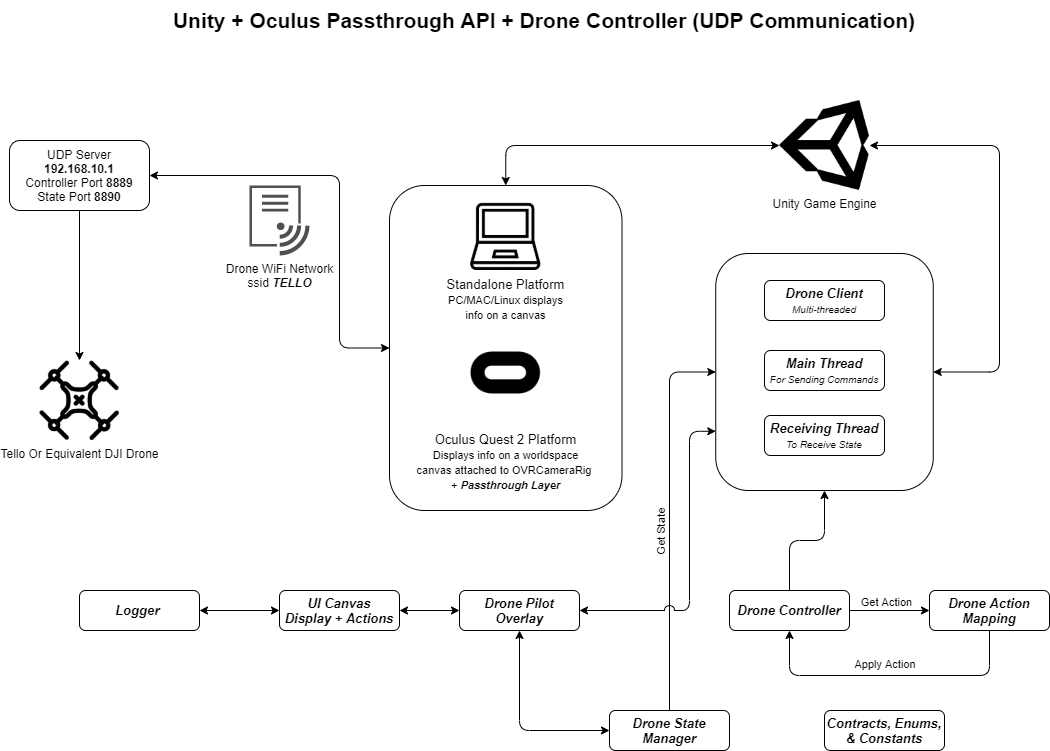 Unity + Oculus Passthrough API + Drone Controller (UDP Communication)
UDP Server
192.168.10.1
Controller Port 8889
State Port 8890
Drone WiFi Network
ssid TELLO
Tello Or Equivalent DJI Drone
Standalone Platform
PC/MAC/Linux displays
info on a canvas
Oculus Quest 2 Platform
Displays info on a worldspace
canvas attached to OVRCameraRig
+ Passthrough Layer
Unity Game Engine
Drone Client
Multi-threaded
Main Thread
For Sending Commands
Receiving Thread
To Receive State
Get State
Logger
UI Canvas
Display + Actions
Drone Pilot
Overlay
Drone Controller
Get Action
Drone Action
Mapping
Apply Action
Drone State
Manager
Contracts, Enums,
& Constants